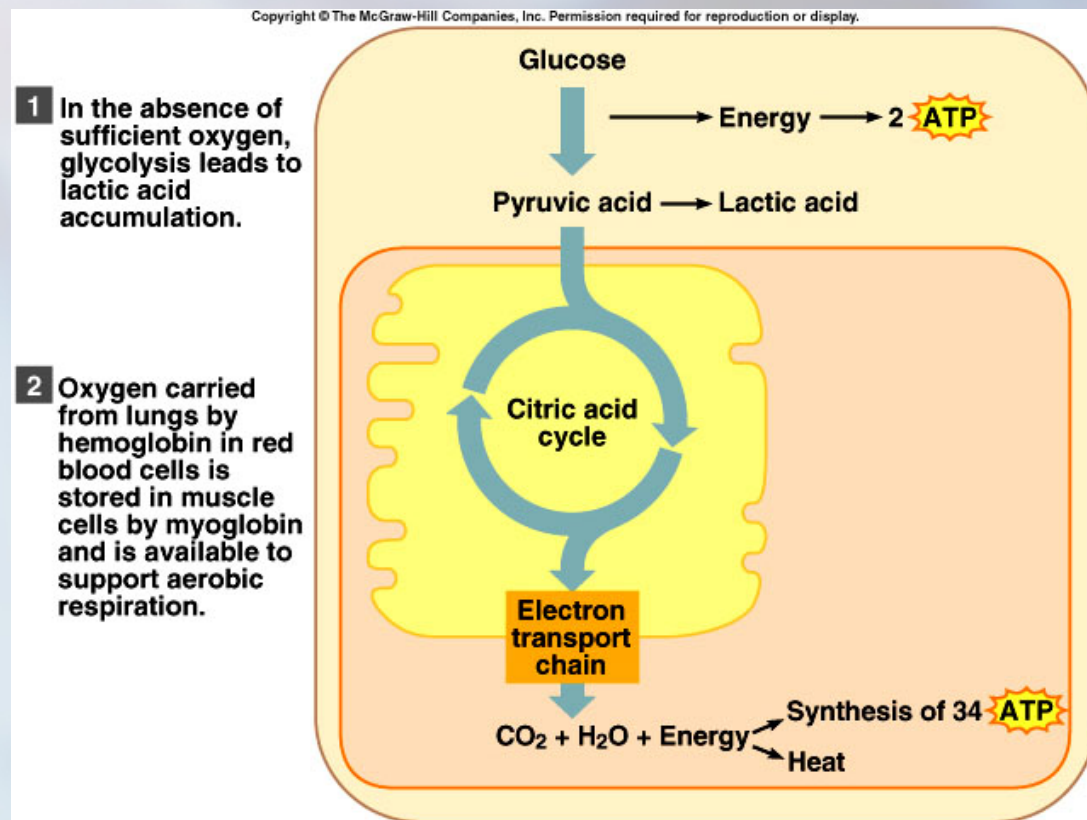 Copyright © The McGraw-Hill Companies, Inc. Permission required for reproduction or display.
1 In the absence of
sufficient oxygen,
glycolysis leads to
lactic acid
accumulation.
Glucose
Energy 2 ATP
Pyruvic acid Lactic acid
2 Oxygen carried
from lungs by
hemoglobin in red
blood cells is
stored in muscle
cells by myoglobin
and is available to
support aerobic
respiration.
Citric acid
cycle
Electron
transport
chain
CO₂ + H₂O + Energy
Synthesis of 34 ATP
Heat